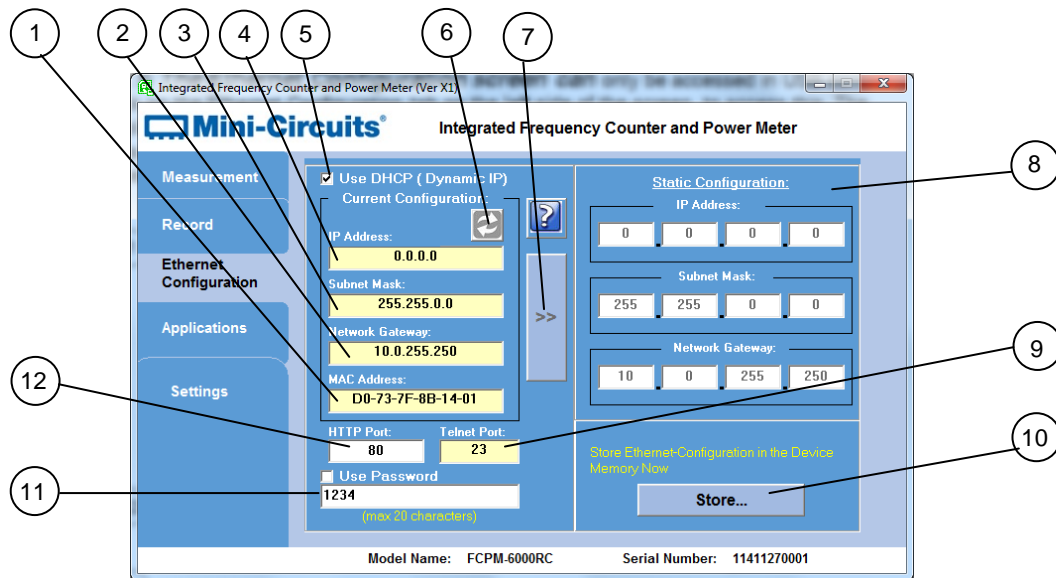 1
2
3
4
5
6
7
8
9
10
11
12
Integrated Frequency Counter and Power Meter (Ver X1)
screen can only be accessed in
Mini-Circuits®
Integrated Frequency Counter and Power Meter
Measurement
Record
Ethernet
Configuration
Applications
Settings
Use DHCP ( Dynamic IP)
Current Configuration:
IP Address:
0.0.0.0
Subnet Mask:
255.255.0.0
Network Gateway:
10.0.255.250
MAC Address:
D0-73-7F-8B-14-01
HTTP Port:
80
Telnet Port:
23
Use Password
1234
(max 20 characters)
?
>>
Static Configuration:
IP Address:
0 . 0 . 0 . 0
Subnet Mask:
255 . 255 . 0 . 0
Network Gateway:
10 . 0 . 255 . 250
Store Ethernet-Configuration in the Device
Memory Now
Store...
Model Name: FCPM-6000RC
Serial Number: 11411270001